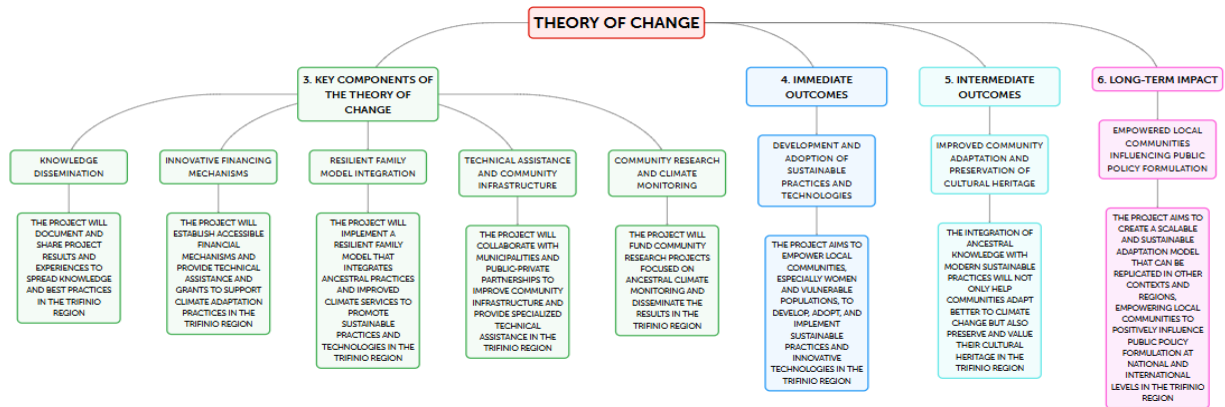 THEORY OF CHANGE
3. KEY COMPONENTS OF
THE THEORY OF
CHANGE
KNOWLEDGE
DISSEMINATION
THE PROJECT WILL
DOCUMENT AND
SHARE PROJECT
RESULTS AND
EXPERIENCES TO
SPREAD KNOWLEDGE
AND BEST PRACTICES
IN THE TRIFINIO
REGION
INNOVATIVE FINANCING
MECHANISMS
THE PROJECT WILL
ESTABLISH ACCESSIBLE
FINANCIAL
MECHANISMS AND
PROVIDE TECHNICAL
ASSISTANCE AND
GRANTS TO SUPPORT
CLIMATE ADAPTATION
PRACTICES IN THE
TRIFINIO REGION
RESILIENT FAMILY
MODEL INTEGRATION
THE PROJECT WILL
IMPLEMENT A
RESILIENT FAMILY
MODEL THAT
INTEGRATES
ANCESTRAL PRACTICES
AND IMPROVED
CLIMATE SERVICES TO
PROMOTE
SUSTAINABLE
PRACTICES AND
TECHNOLOGIES IN THE
TRIFINIO REGION
TECHNICAL ASSISTANCE
AND COMMUNITY
INFRASTRUCTURE
THE PROJECT WILL
COLLABORATE WITH
MUNICIPALITIES AND
PUBLIC-PRIVATE
PARTNERSHIPS TO
IMPROVE COMMUNITY
INFRASTRUCTURE AND
PROVIDE SPECIALIZED
TECHNICAL
ASSISTANCE IN THE
TRIFINIO REGION
COMMUNITY RESEARCH
AND CLIMATE
MONITORING
THE PROJECT WILL
FUND COMMUNITY
RESEARCH PROJECTS
FOCUSED ON
ANCESTRAL CLIMATE
MONITORING AND
DISSEMINATE THE
RESULTS IN THE
TRIFINIO REGION
4. IMMEDIATE
OUTCOMES
DEVELOPMENT AND
ADOPTION OF
SUSTAINABLE
PRACTICES AND
TECHNOLOGIES
THE PROJECT AIMS TO
EMPOWER LOCAL
COMMUNITIES,
ESPECIALLY WOMEN
AND VULNERABLE
POPULATIONS, TO
DEVELOP, ADOPT, AND
IMPLEMENT
SUSTAINABLE
PRACTICES AND
INNOVATIVE
TECHNOLOGIES IN THE
TRIFINIO REGION
5. INTERMEDIATE
OUTCOMES
IMPROVED COMMUNITY
ADAPTATION AND
PRESERVATION OF
CULTURAL HERITAGE
THE INTEGRATION OF
ANCESTRAL
KNOWLEDGE WITH
MODERN SUSTAINABLE
PRACTICES WILL NOT
ONLY HELP
COMMUNITIES ADAPT
BETTER TO CLIMATE
CHANGE BUT ALSO
PRESERVE AND VALUE
THEIR CULTURAL
HERITAGE IN THE
TRIFINIO REGION
6. LONG-TERM IMPACT
EMPOWERED LOCAL
COMMUNITIES
INFLUENCING PUBLIC
POLICY FORMULATION
THE PROJECT AIMS TO
CREATE A SCALABLE
AND SUSTAINABLE
ADAPTATION MODEL
THAT CAN BE
REPLICATED IN OTHER
CONTEXTS AND
REGIONS,
EMPOWERING LOCAL
COMMUNITIES TO
POSITIVELY INFLUENCE
PUBLIC POLICY
FORMULATION AT
NATIONAL AND
INTERNATIONAL
LEVELS IN THE TRIFINIO
REGION